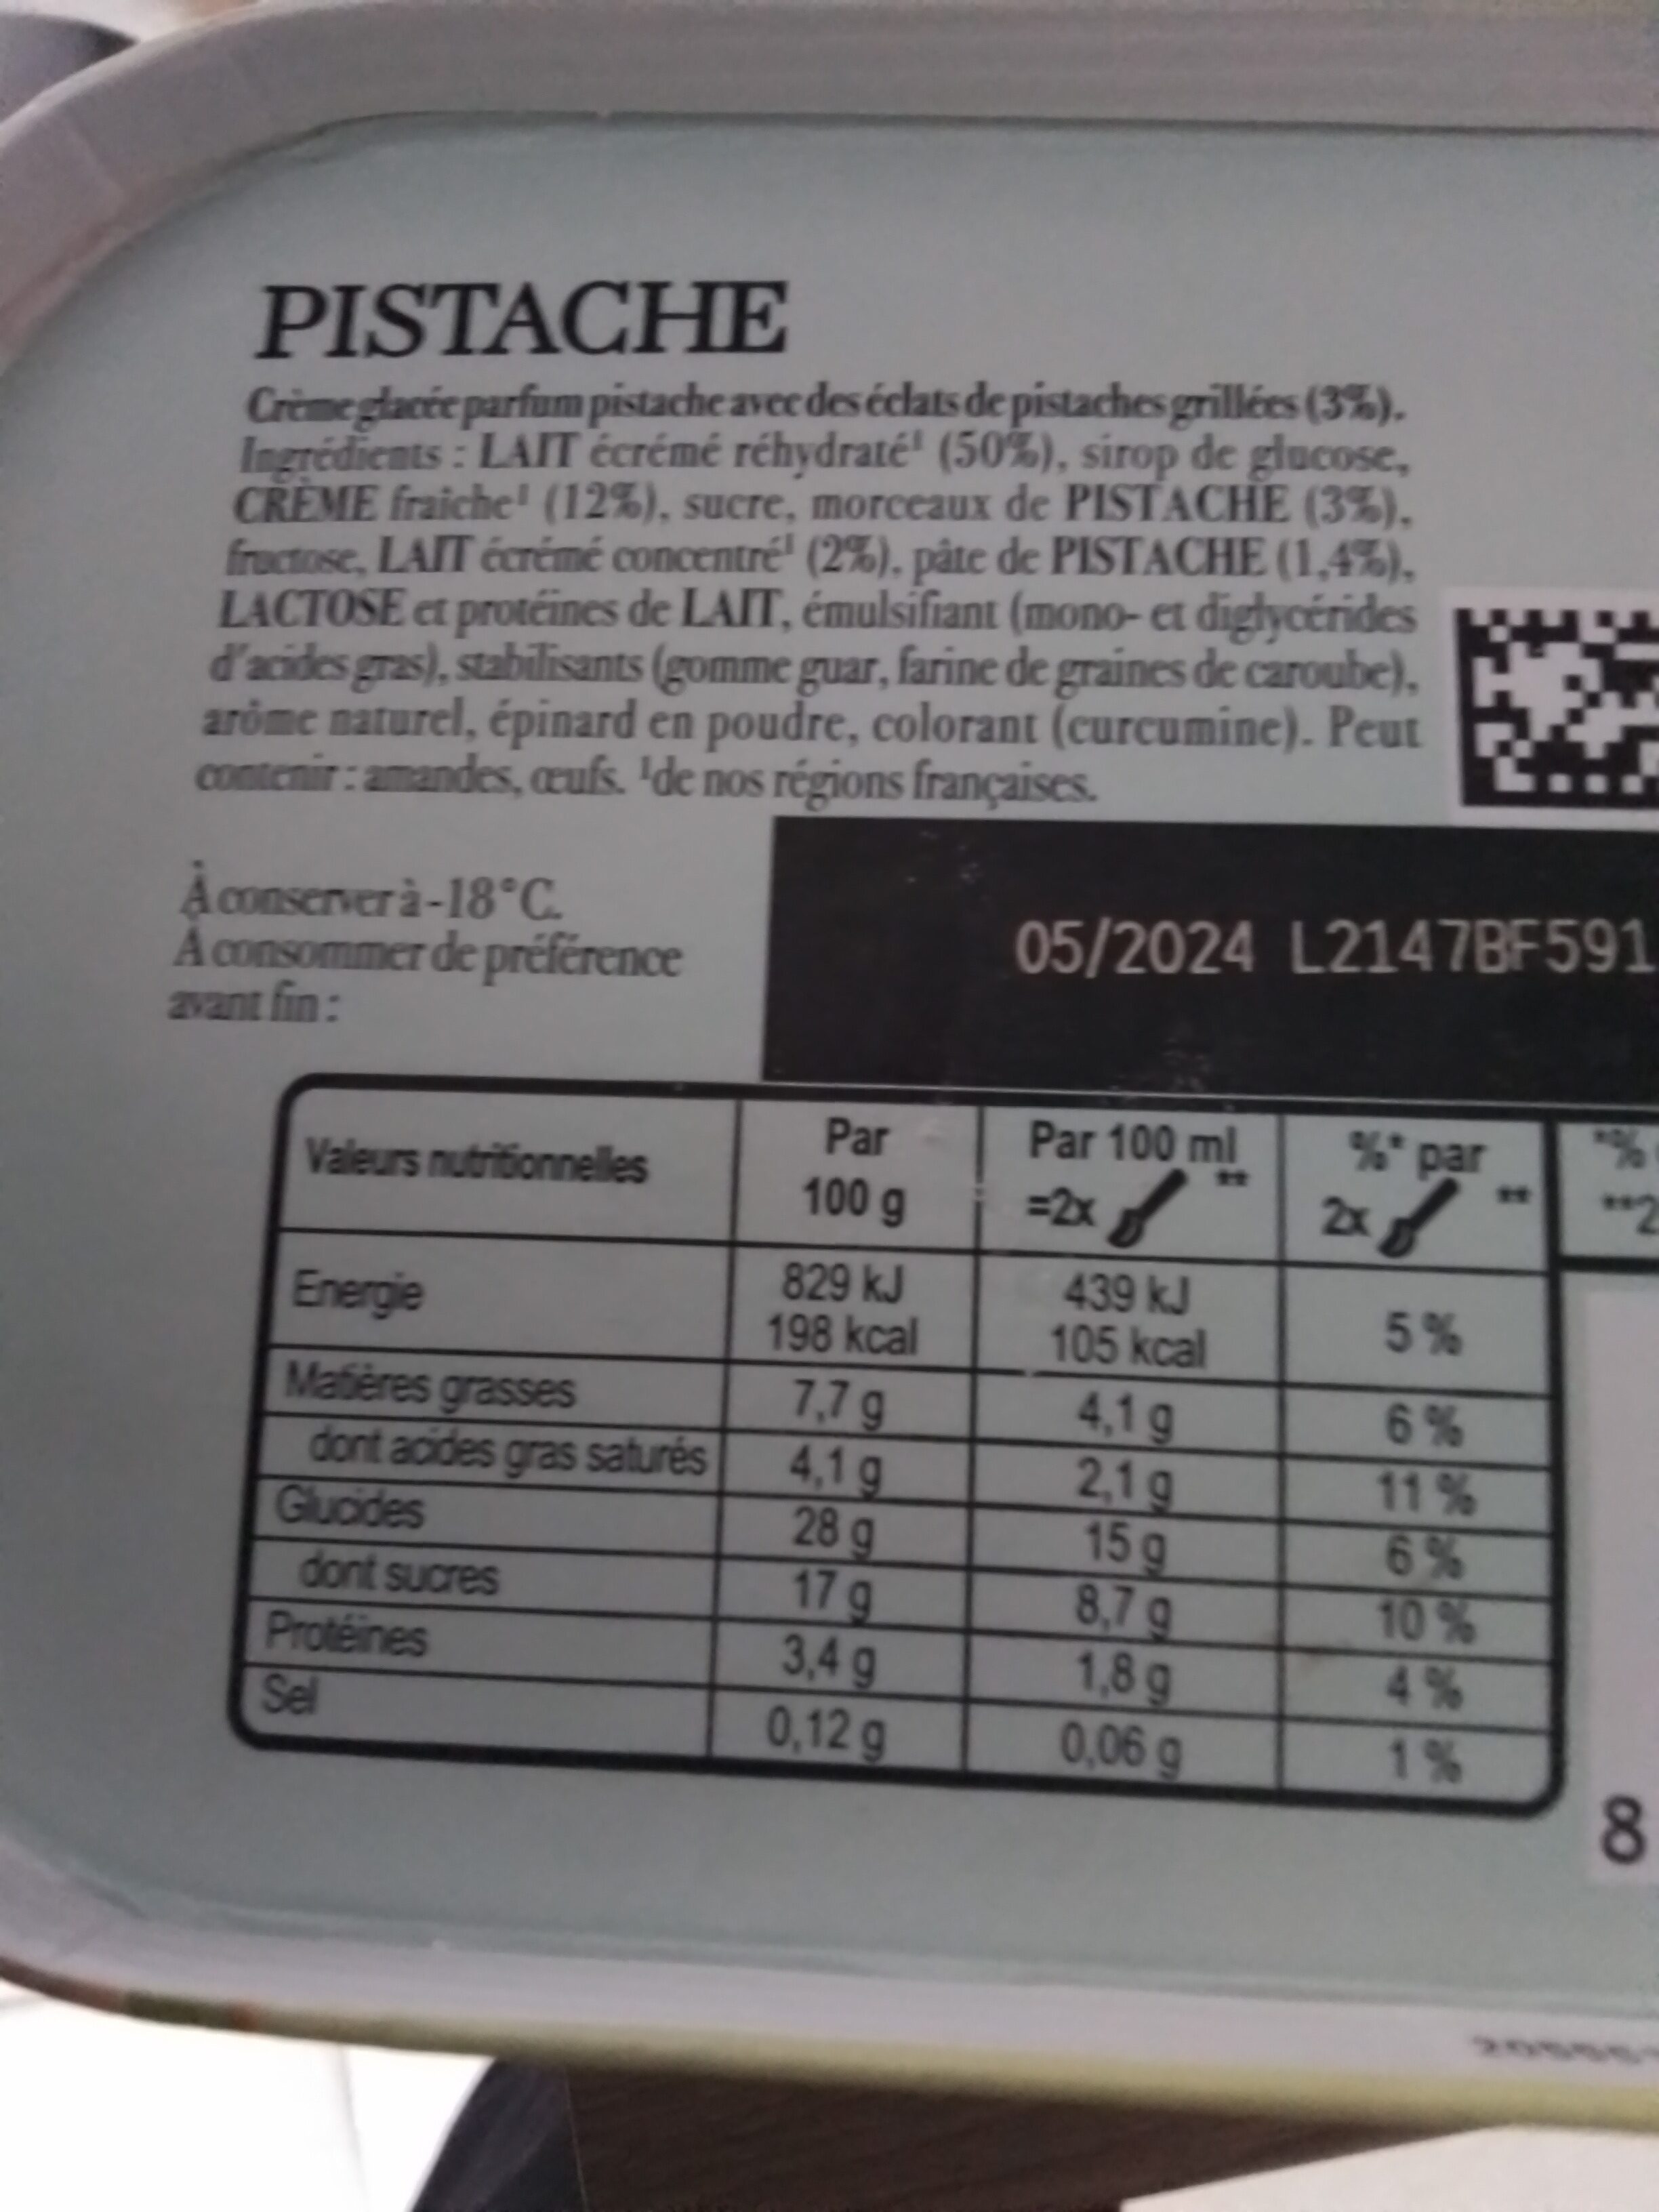 PISTACHE
Crème glacée parfum pistache avec des éclats de pistaches grillées (3%).
Ingrédients : LAIT écrémé réhydraté¹ (50%), sirop de glucose,
CRÈME fraiche¹ (12%), sucre, morceaux de PISTACHE (3%),
fructose, LAIT écrémé concentré¹ (2%), pâte de PISTACHE (1,4%),
LACTOSE et protéines de LAIT, émulsifiant (mono- et diglycérides
d'acides gras), stabilisants (gomme guar, farine de graines de caroube),
arôme naturel, épinard en poudre, colorant (curcumine). Peut
contenir : amandes, œufs. ¹de nos régions françaises.
À conserver à -18°C.
À consommer de préférence
avant fin :
05/2024 L2147BF591
Valeurs nutritionnelles Par 100 g Par 100 ml =2x ** %* par 2x **
*%
**2
Energie 829 kJ 198 kcal 439 kJ 105 kcal 5 %
Matières grasses 7,7 g 4,1 g 6 %
dont acides gras saturés 4,1 g 2,1 g 11 %
Glucides 28 g 15 g 6 %
dont sucres 17 g 8,7 g 10 %
Protéines 3,4 g 1,8 g 4 %
Sel 0,12 g 0,06 g 1 %
8